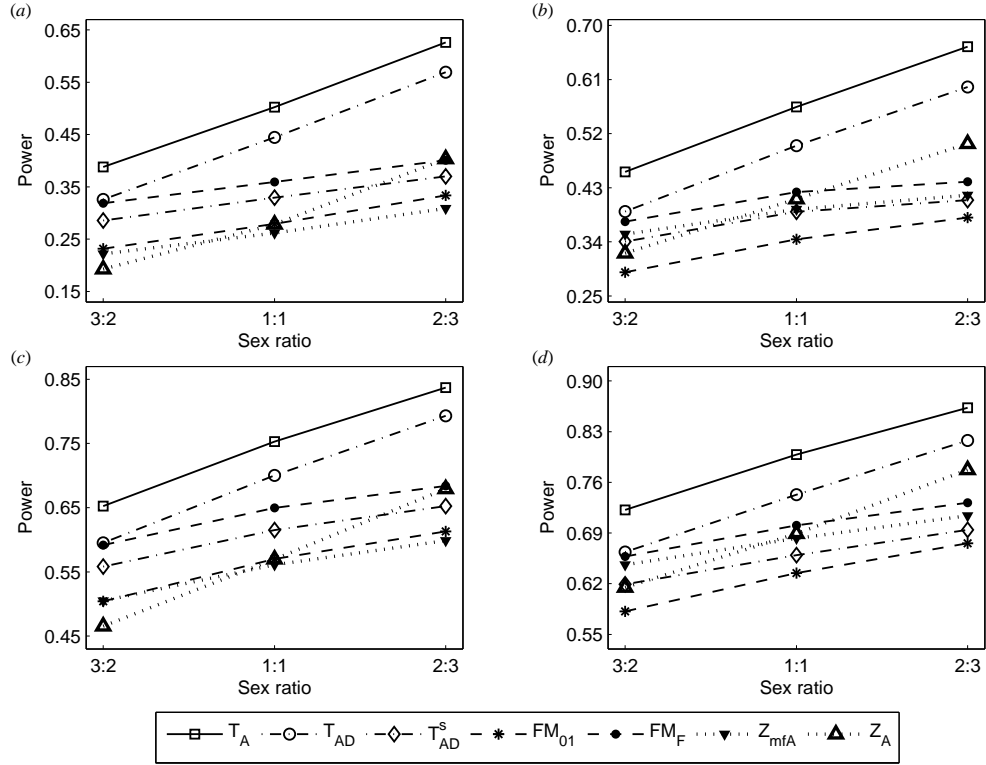 (a)
0.65
0.55
0.45
0.35
0.25
0.15
Power
3:2 1:1 2:3
Sex ratio
(b)
0.70
0.61
0.52
0.43
0.34
0.25
Power
3:2 1:1 2:3
Sex ratio
(c)
0.85
0.75
0.65
0.55
0.45
Power
3:2 1:1 2:3
Sex ratio
(d)
0.90
0.83
0.76
0.69
0.62
0.55
Power
3:2 1:1 2:3
Sex ratio
T_A T_AD T^s_AD FM_01 FM_F Z_mfA Z_A